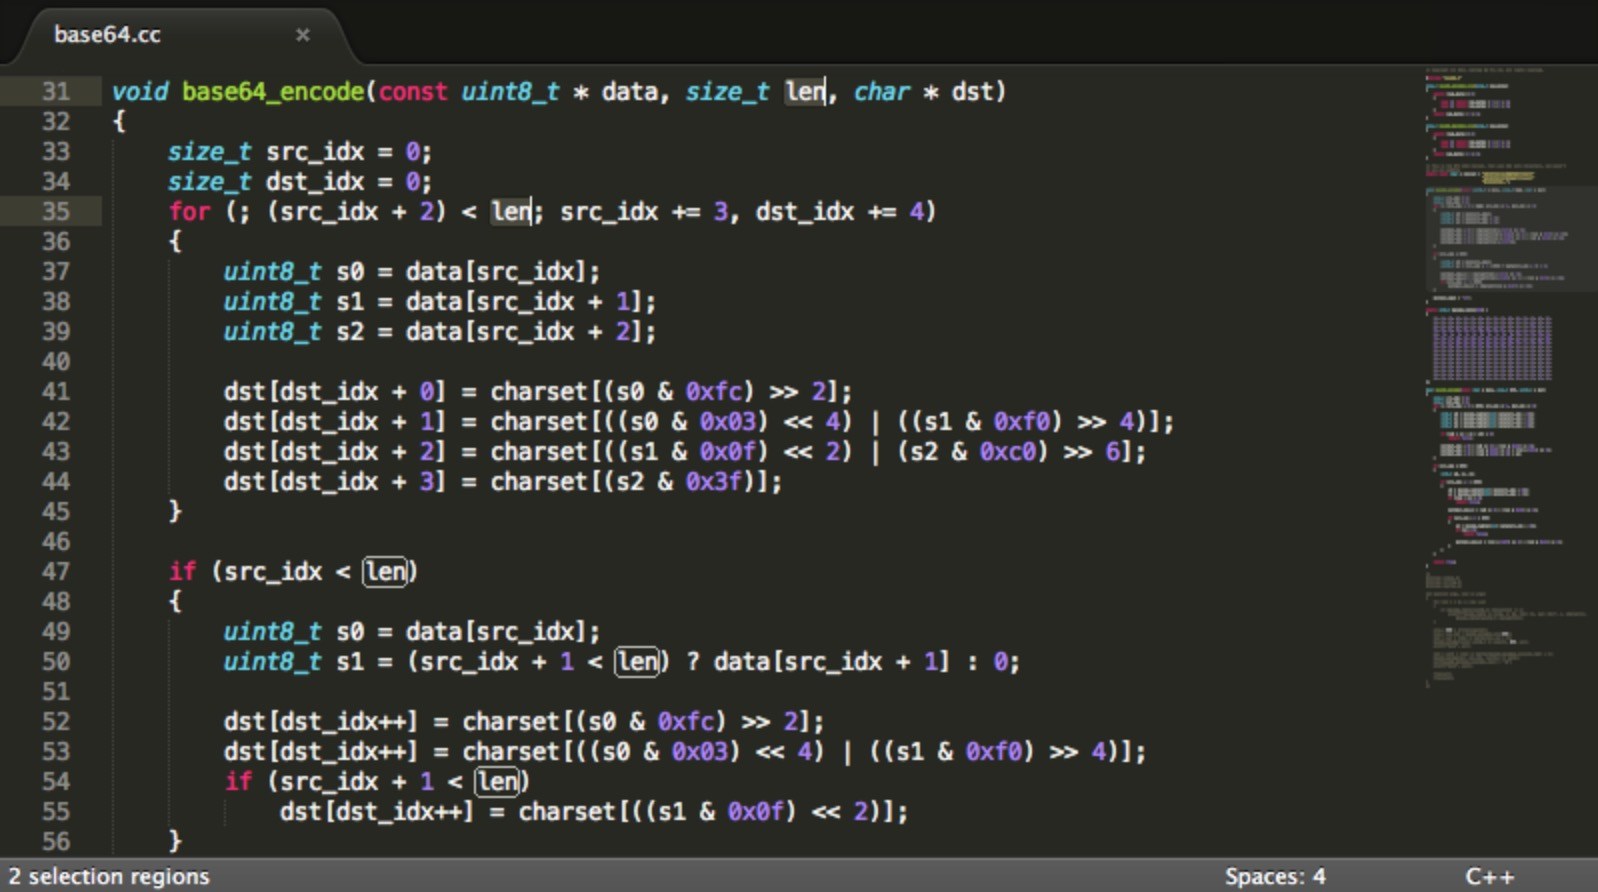 base64.cc ×
31 void base64_encode(const uint8_t * data, size_t len, char * dst)
32 {
33     size_t src_idx = 0;
34     size_t dst_idx = 0;
35     for (; (src_idx + 2) < len; src_idx += 3, dst_idx += 4)
36     {
37         uint8_t s0 = data[src_idx];
38         uint8_t s1 = data[src_idx + 1];
39         uint8_t s2 = data[src_idx + 2];
40
41         dst[dst_idx + 0] = charset[(s0 & 0xfc) >> 2];
42         dst[dst_idx + 1] = charset[((s0 & 0x03) << 4) | ((s1 & 0xf0) >> 4)];
43         dst[dst_idx + 2] = charset[((s1 & 0x0f) << 2) | (s2 & 0xc0) >> 6];
44         dst[dst_idx + 3] = charset[(s2 & 0x3f)];
45     }
46
47     if (src_idx < len)
48     {
49         uint8_t s0 = data[src_idx];
50         uint8_t s1 = (src_idx + 1 < len) ? data[src_idx + 1] : 0;
51
52         dst[dst_idx++] = charset[(s0 & 0xfc) >> 2];
53         dst[dst_idx++] = charset[((s0 & 0x03) << 4) | ((s1 & 0xf0) >> 4)];
54         if (src_idx + 1 < len)
55             dst[dst_idx++] = charset[((s1 & 0x0f) << 2)];
56     }
2 selection regions Spaces: 4 C++